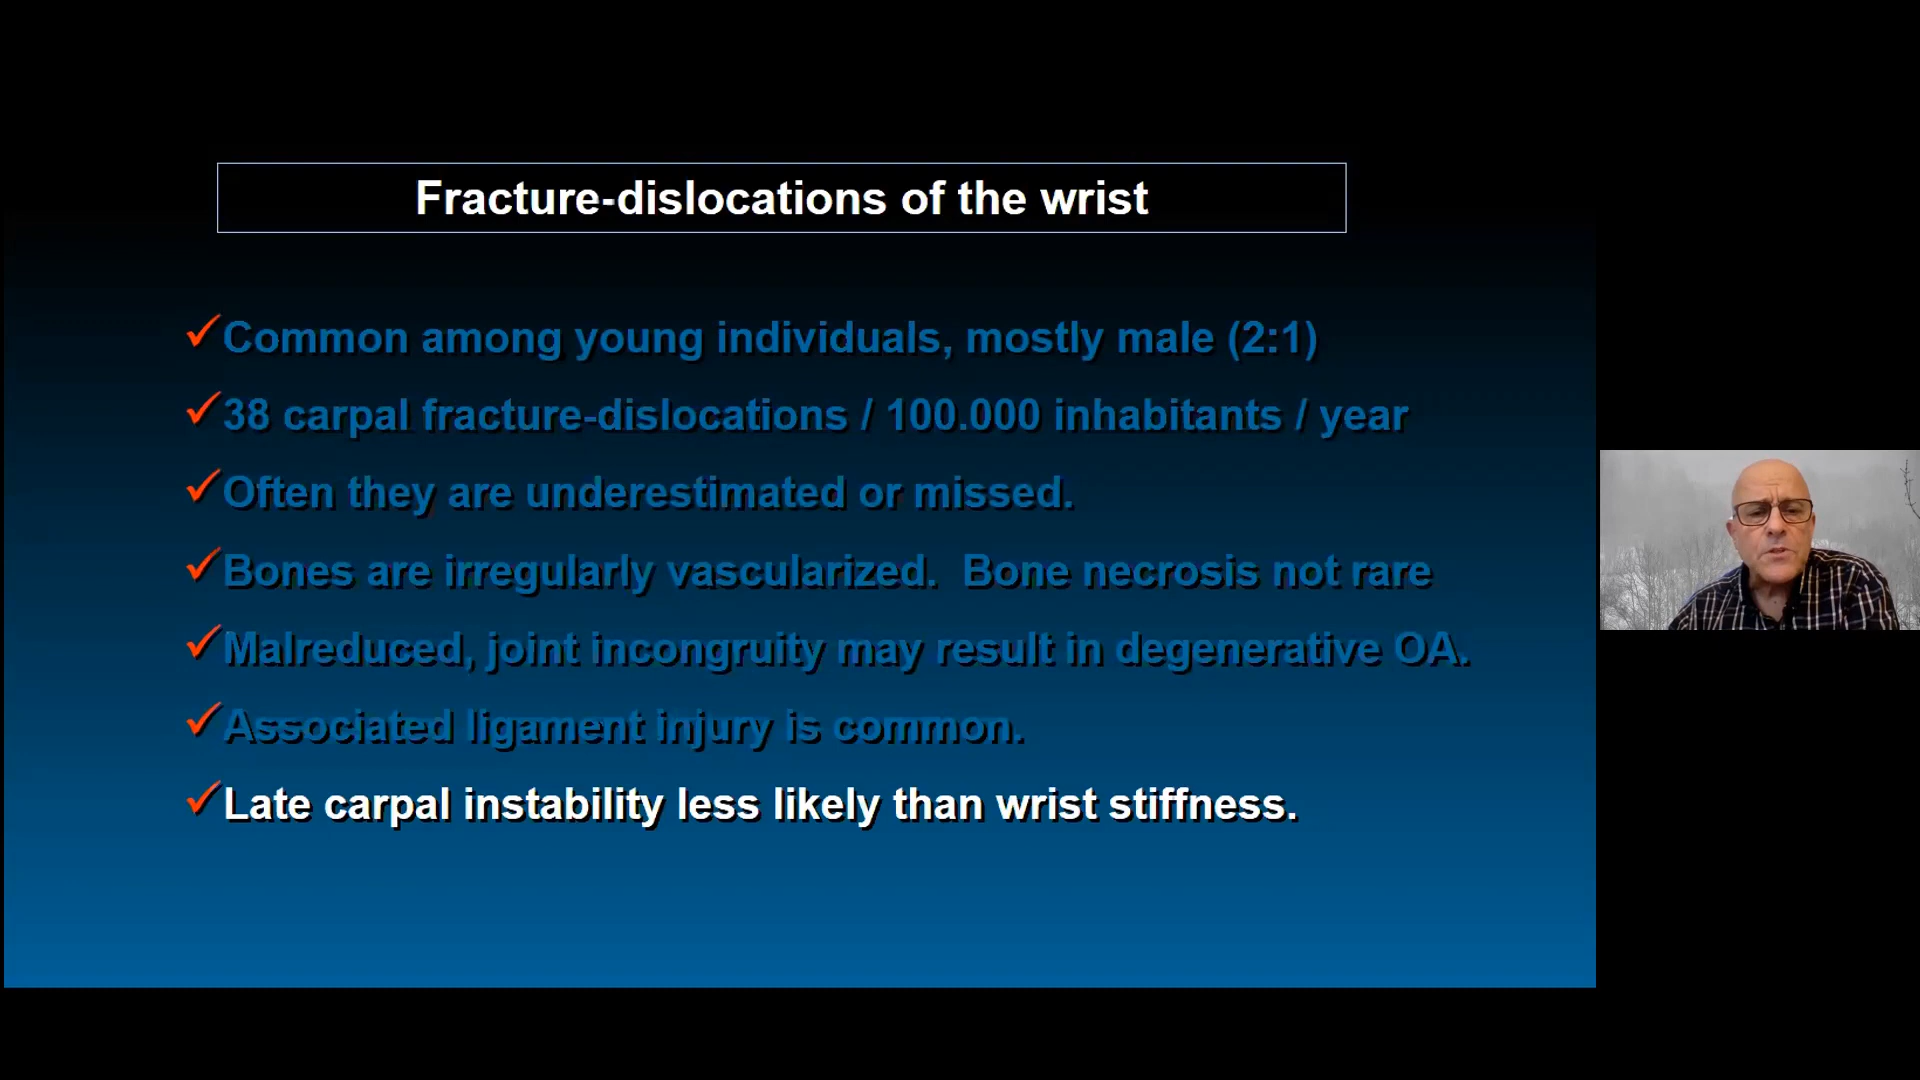 Fracture-dislocations of the wrist
Common among young individuals, mostly male (2:1)
38 carpal fracture-dislocations / 100.000 inhabitants / year
Often they are underestimated or missed.
Bones are irregularly vascularized.  Bone necrosis not rare
Malreduced, joint incongruity may result in degenerative OA.
Associated ligament injury is common.
Late carpal instability less likely than wrist stiffness.